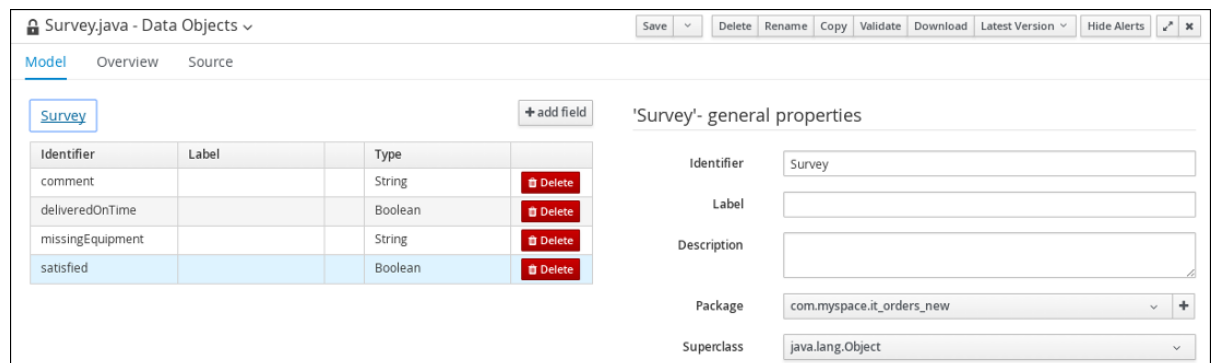 Survey.java - Data Objects
Save Delete Rename Copy Validate Download Latest Version Hide Alerts
Model Overview Source
Survey
+ add field
Identifier Label Type
comment String Delete
deliveredOnTime Boolean Delete
missingEquipment String Delete
satisfied Boolean Delete
'Survey'- general properties
Identifier Survey
Label
Description
Package com.myspace.it_orders_new +
Superclass java.lang.Object